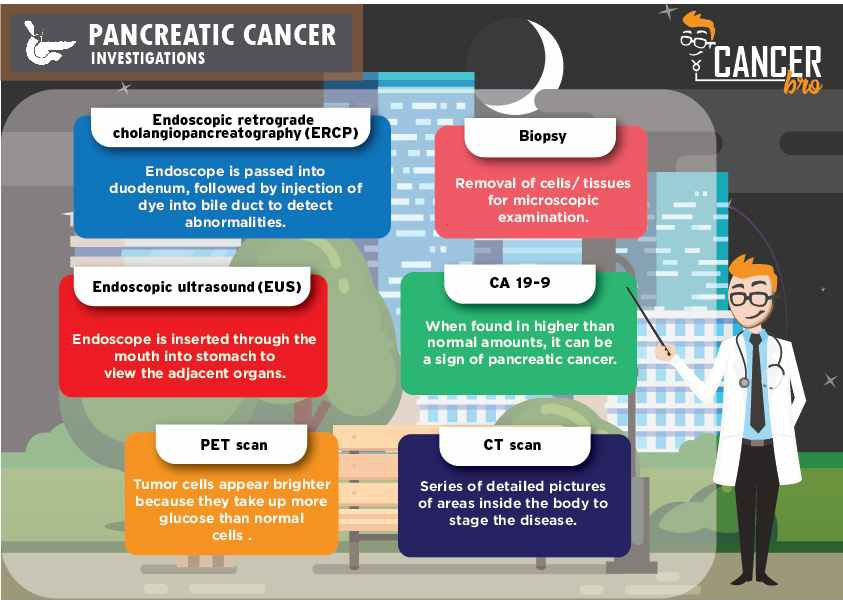 PANCREATIC CANCER
INVESTIGATIONS
CANCER
bro
Endoscopic retrograde
cholangiopancreatography (ERCP)
Endoscope is passed into
duodenum, followed by injection of
dye into bile duct to detect
abnormalities.
Biopsy
Removal of cells/ tissues
for microscopic
examination.
Endoscopic ultrasound (EUS)
Endoscope is inserted through the
mouth into stomach to
view the adjacent organs.
CA 19-9
When found in higher than
normal amounts, it can be
a sign of pancreatic cancer.
PET scan
Tumor cells appear brighter
because they take up more
glucose than normal
cells .
CT scan
Series of detailed pictures
of areas inside the body to
stage the disease.